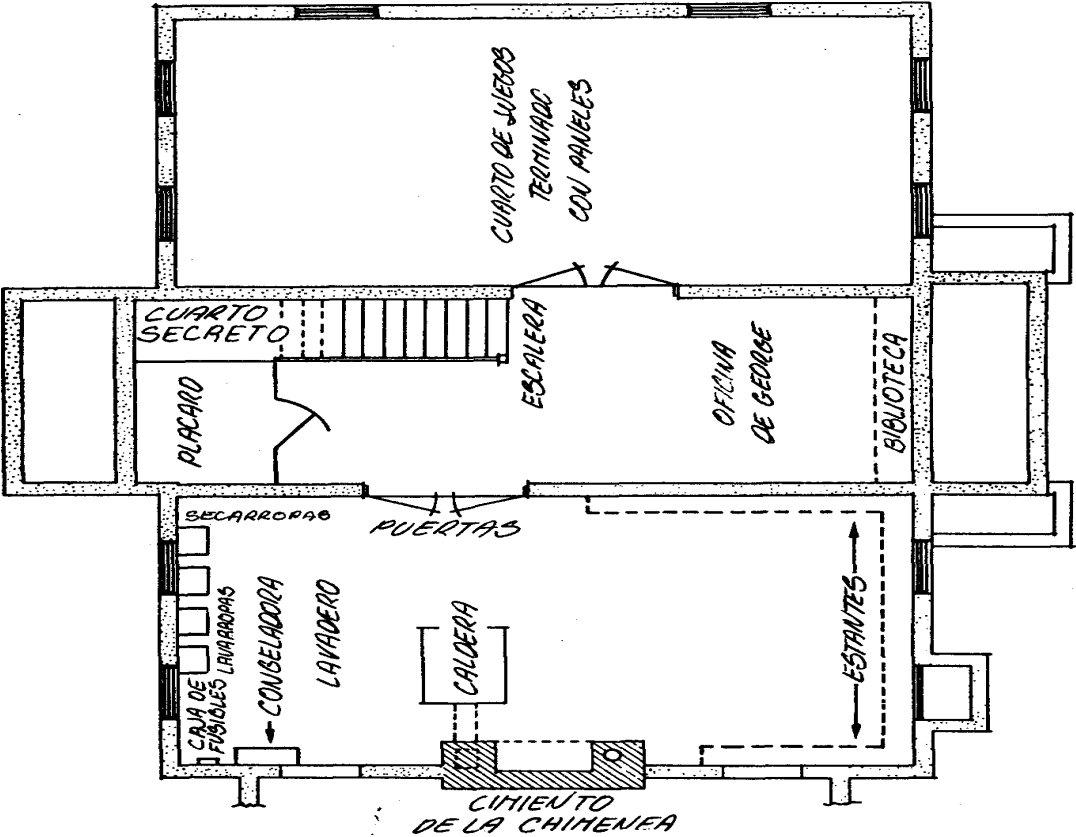 CUARTO DE JUEGOS
TERMINADO
CON PANELES
CUARTO
SECRETO
ESCALERA
OFICINA
DE GEORGE
BIBLIOTECA
PLACARD
SECARROPAS
PUERTAS
LAVARROPAS
CONGELADORA
LAVADERO
CALDERA
ESTANTES
CAJA DE
FUSIBLES
CIMIENTO
DE LA CHIMENEA